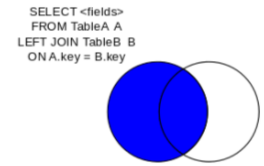 SELECT <fields>
FROM TableA A
LEFT JOIN TableB B
ON A.key = B.key